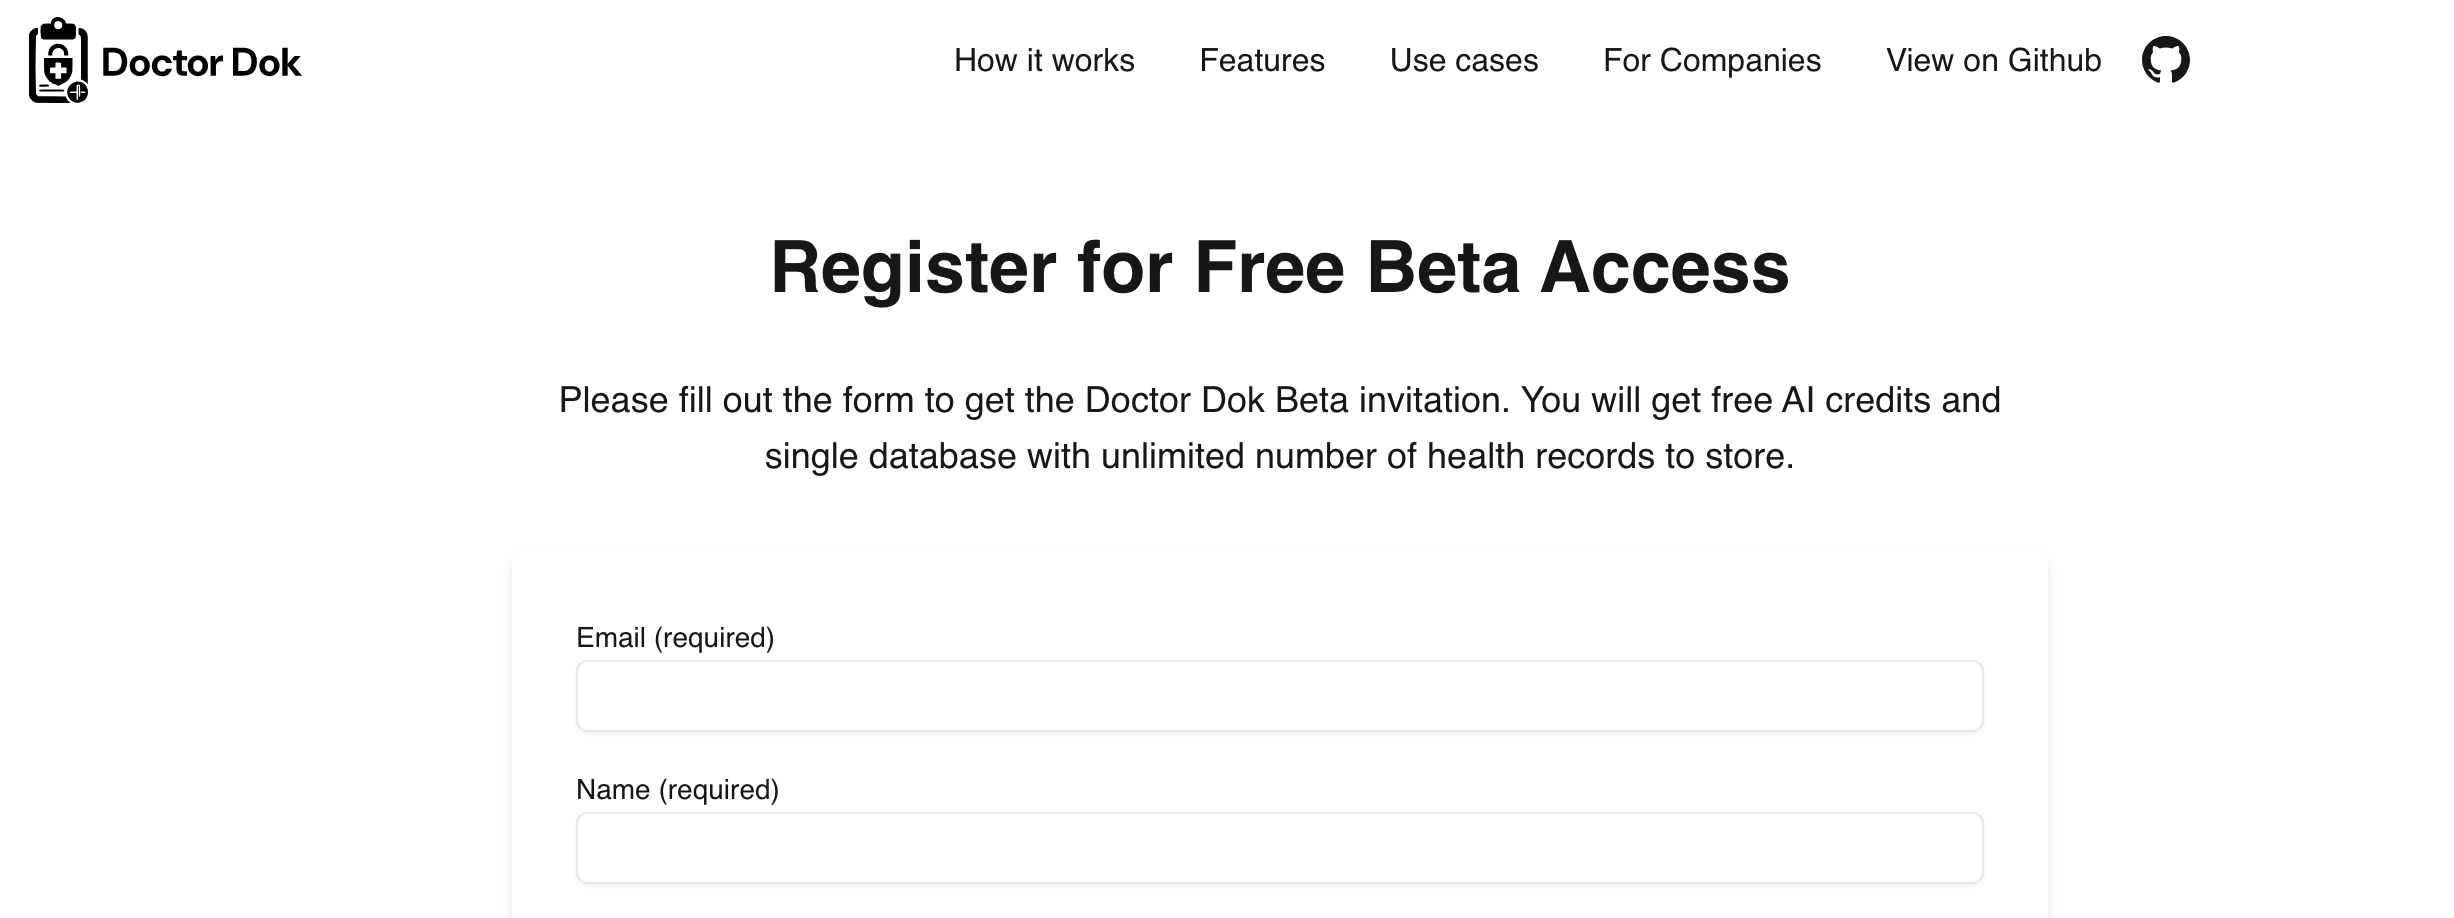 Doctor Dok
How it works
Features
Use cases
For Companies
View on Github
Register for Free Beta Access
Please fill out the form to get the Doctor Dok Beta invitation. You will get free AI credits and
single database with unlimited number of health records to store.
Email (required)
Name (required)